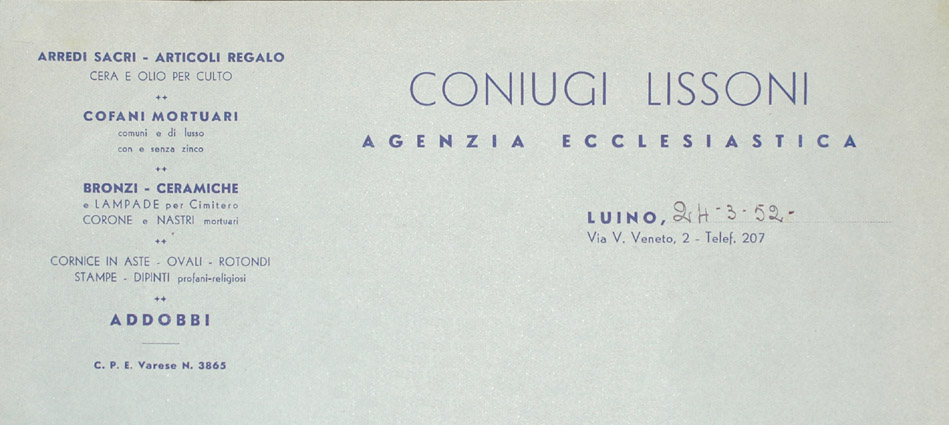 ARREDI SACRI - ARTICOLI REGALO
CERA E OLIO PER CULTO
++
COFANI MORTUARI
comuni e di lusso
con e senza zinco
++
BRONZI - CERAMICHE
e LAMPADE per Cimitero
CORONE e NASTRI mortuari
++
CORNICE IN ASTE - OVALI - ROTONDI
STAMPE - DIPINTI profani-religiosi
++
ADDOBBI
C. P. E. Varese N. 3865
CONIUGI LISSONI
AGENZIA ECCLESIASTICA
LUINO, 24-3-52-
Via V. Veneto, 2 - Telef. 207